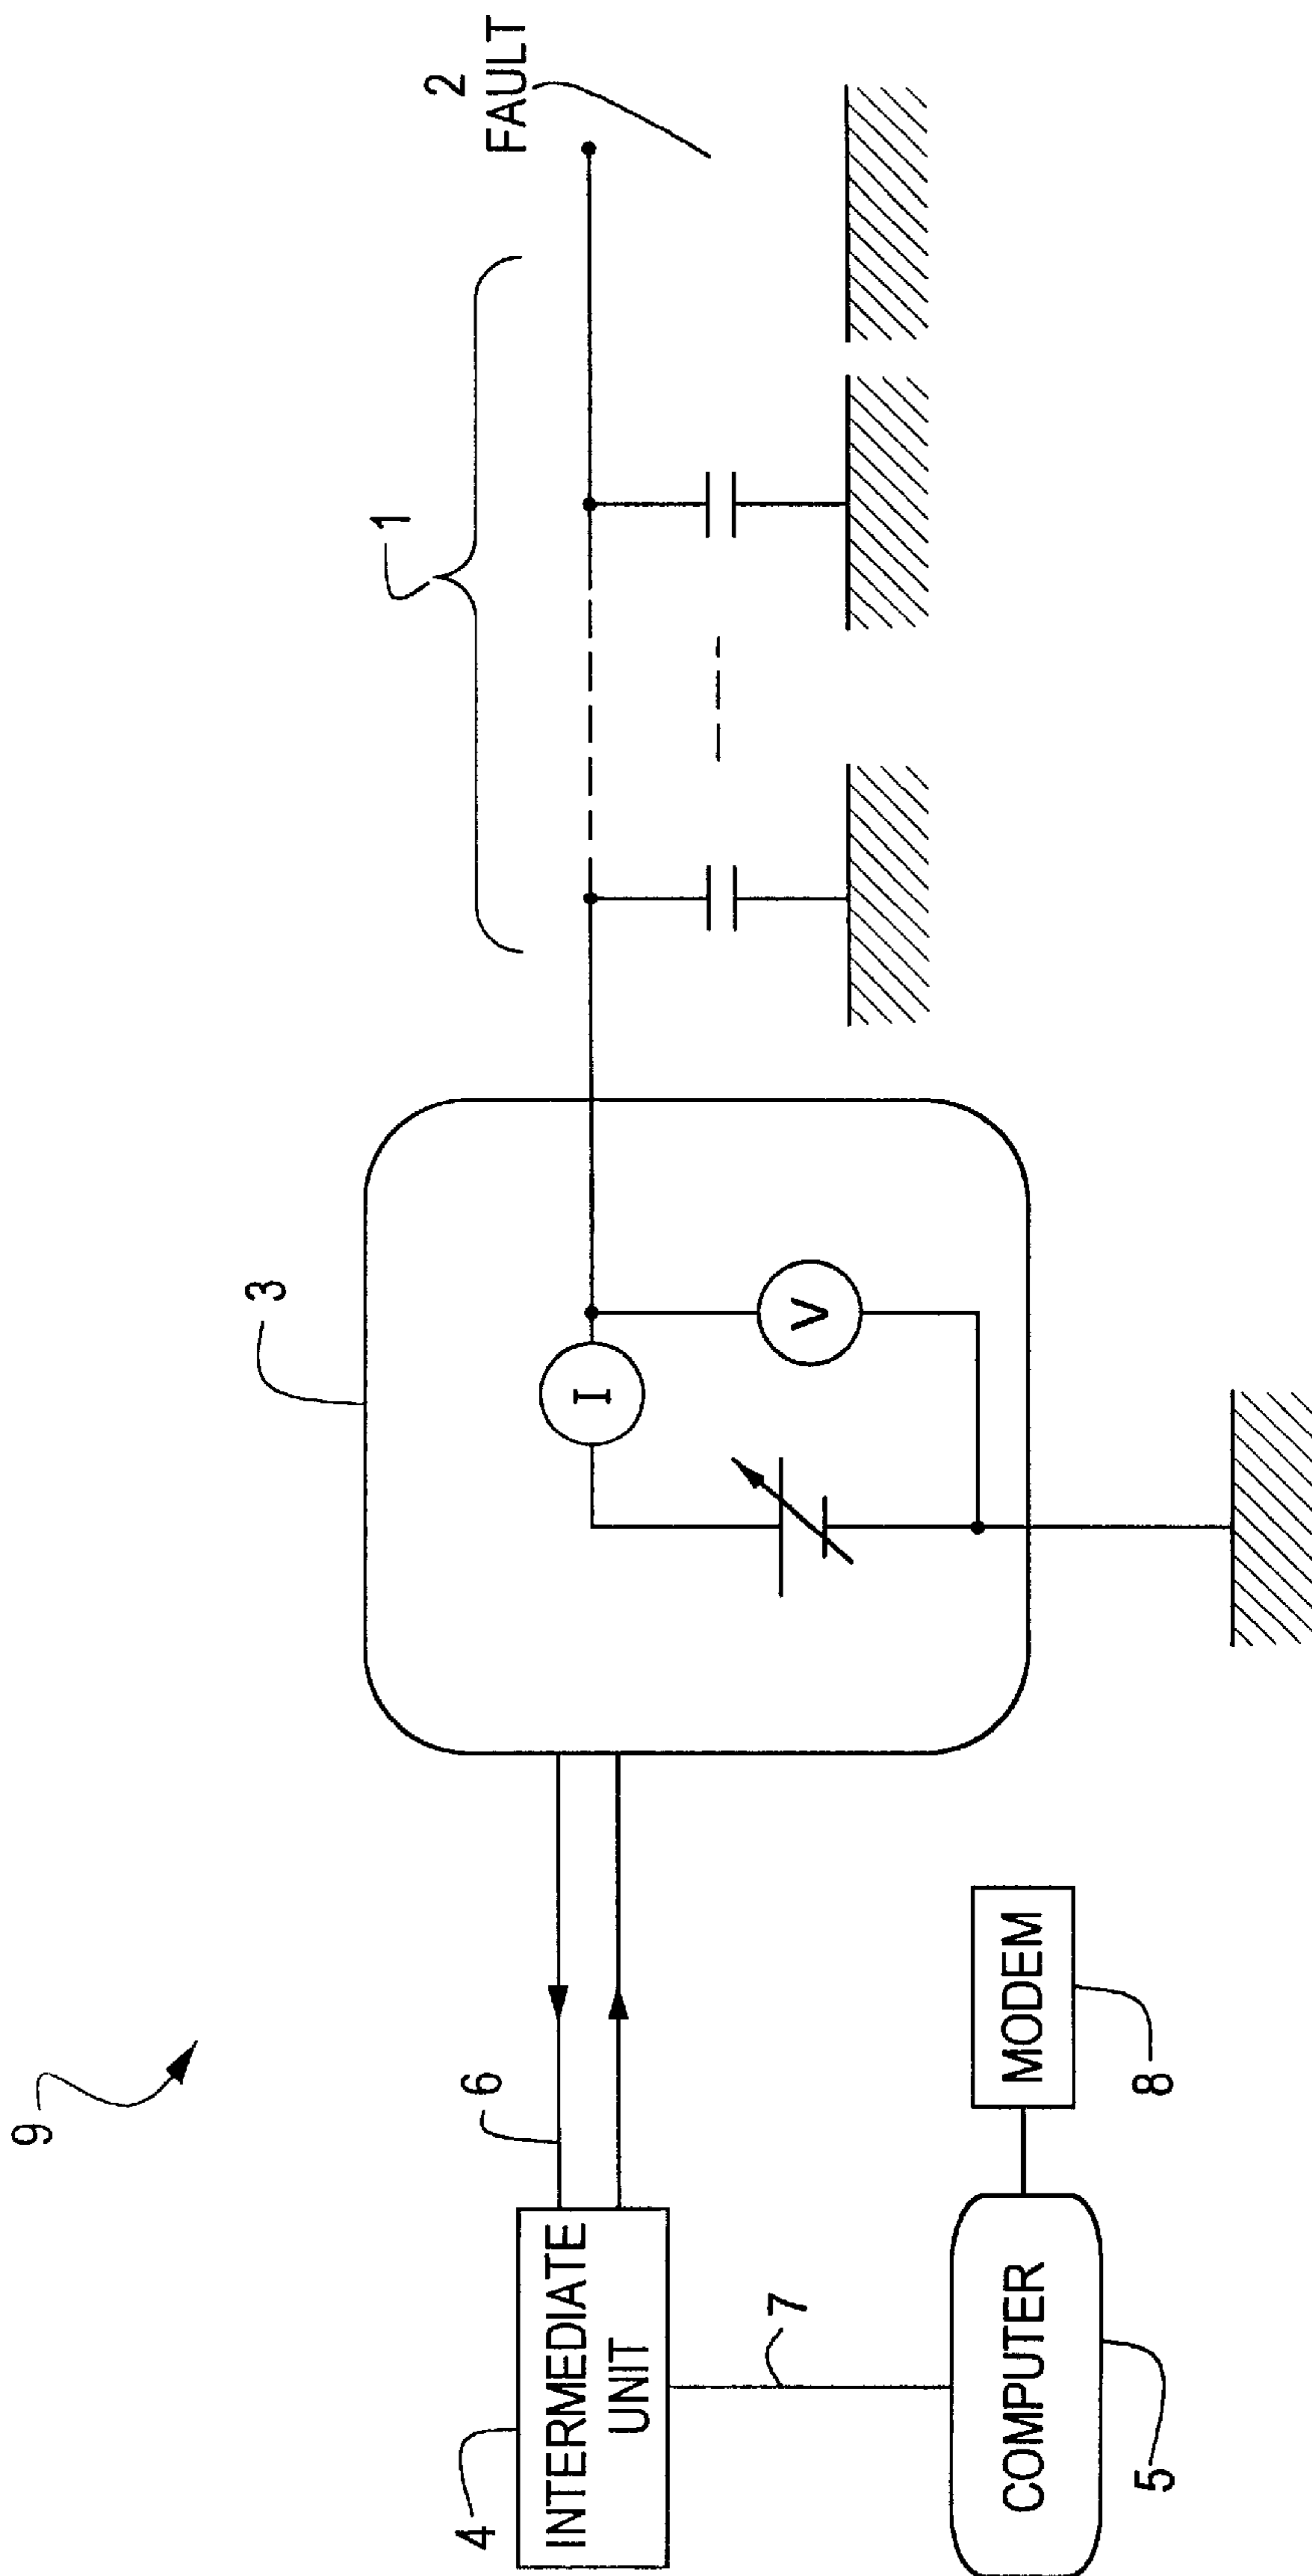 9
3
1
2
FAULT
I
V
6
4
INTERMEDIATE
UNIT
7
COMPUTER
5
MODEM
8